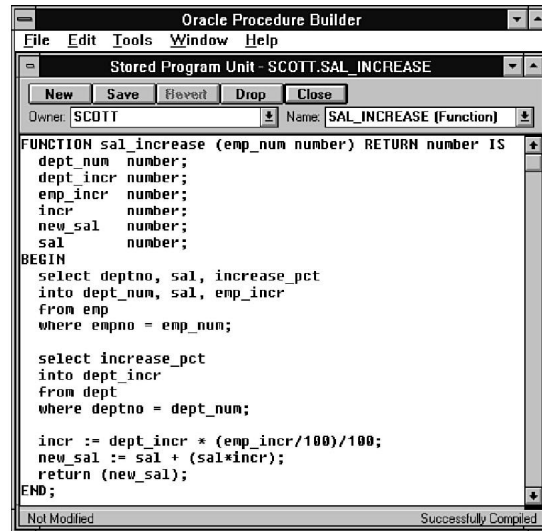 Oracle Procedure Builder
File Edit Tools Window Help
Stored Program Unit - SCOTT.SAL_INCREASE
New Save Revert Drop Close
Owner: SCOTT Name: SAL_INCREASE (Function)
FUNCTION sal_increase (emp_num number) RETURN number IS
dept_num number;
dept_incr number;
emp_incr number;
incr number;
new_sal number;
sal number;
BEGIN
select deptno, sal, increase_pct
into dept_num, sal, emp_incr
from emp
where empno = emp_num;
select increase_pct
into dept_incr
from dept
where deptno = dept_num;
incr := dept_incr * (emp_incr/100)/100;
new_sal := sal + (sal*incr);
return (new_sal);
END;
Not Modified Successfully Compiled